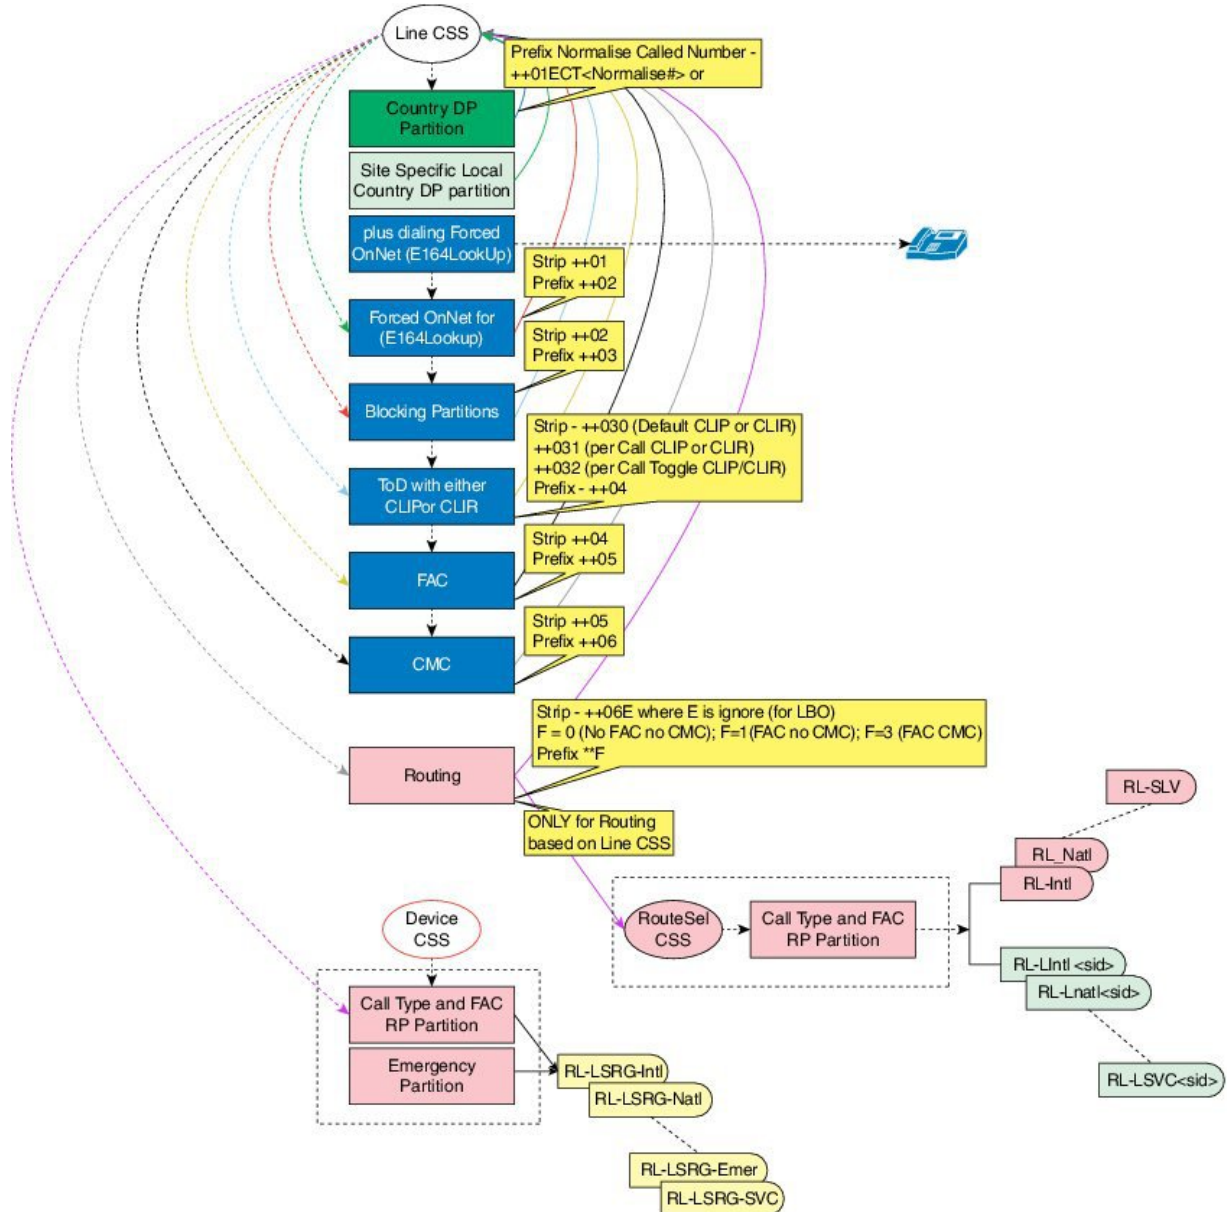 Line CSS
Prefix Normalise Called Number -
++01ECT<Normalise#> or
Country DP
Partition
Site Specific Local
Country DP partition
plus dialing Forced
OnNet (E164LookUp)
Strip ++01
Prefix ++02
Forced OnNet for
(E164Lookup)
Strip ++02
Prefix ++03
Blocking Partitions
Strip - ++030 (Default CLIP or CLIR)
++031 (per Call CLIP or CLIR)
++032 (per Call Toggle CLIP/CLIR)
Prefix - ++04
ToD with either
CLIPor CLIR
Strip ++04
Prefix ++05
FAC
Strip ++05
Prefix ++06
CMC
Strip - ++06E where E is ignore (for LBO)
F = 0 (No FAC no CMC); F=1(FAC no CMC); F=3 (FAC CMC)
Prefix **F
Routing
ONLY for Routing
based on Line CSS
RL-SLV
RL_Natl
RL-Intl
RouteSel
CSS
Call Type and FAC
RP Partition
RL-LIntl <sid>
RL-Lnatl<sid>
RL-LSVC<sid>
Device
CSS
Call Type and FAC
RP Partition
Emergency
Partition
RL-LSRG-Intl
RL-LSRG-Natl
RL-LSRG-Emer
RL-LSRG-SVC